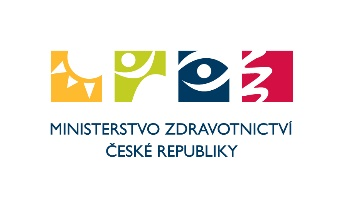 MINISTERSTVO ZDRAVOTNICTVÍ
ČESKÉ REPUBLIKY